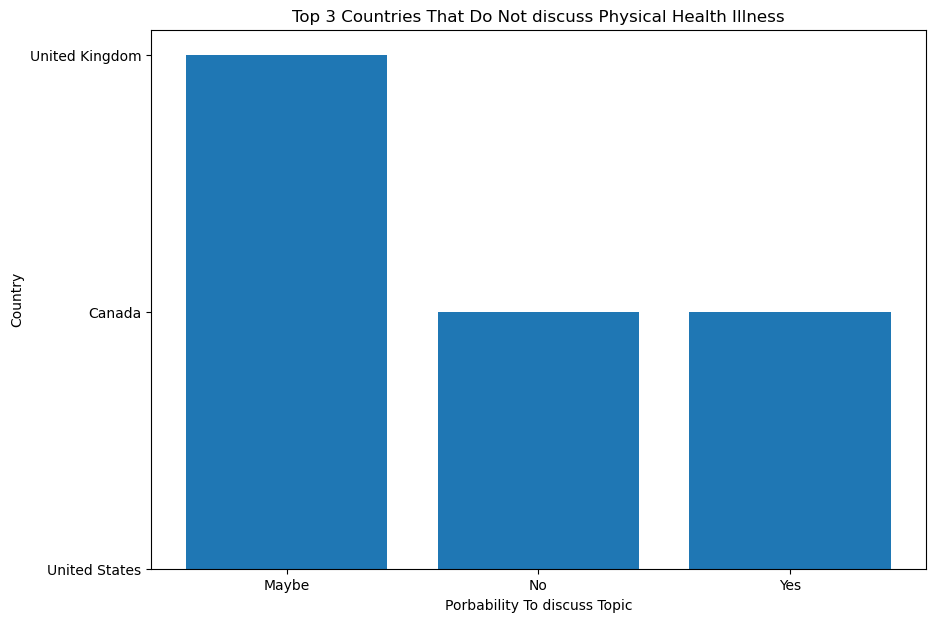 Top 3 Countries That Do Not discuss Physical Health Illness
United Kingdom
Canada
United States
Country
Maybe
No
Yes
Porbability To discuss Topic